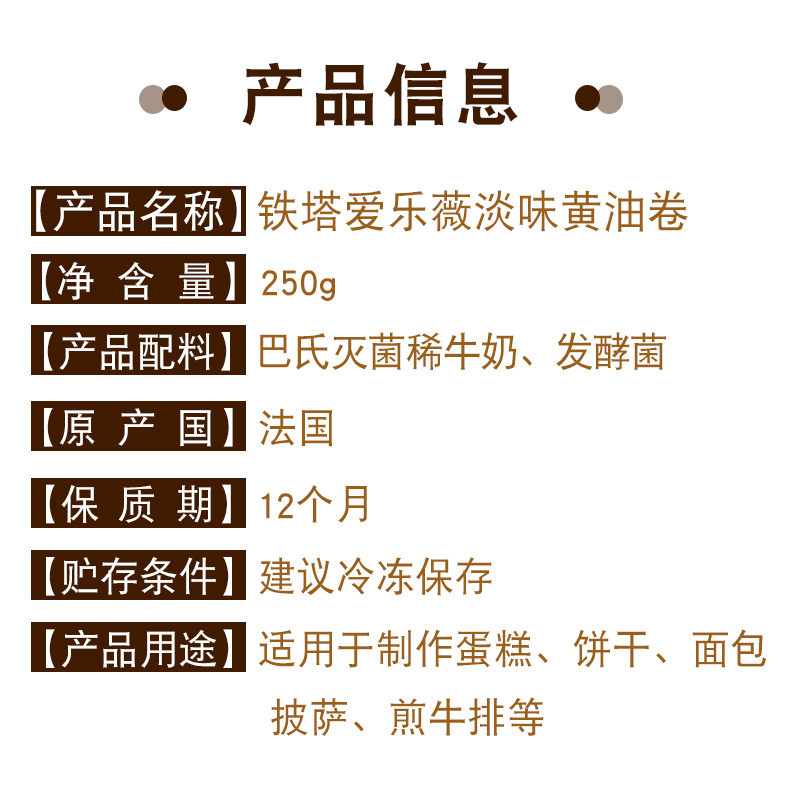 产品信息
【产品名称】铁塔爱乐薇淡味黄油卷
【净含量】250g
【产品配料】巴氏灭菌稀牛奶、发酵菌
【原产国】法国
【保质期】12个月
【贮存条件】建议冷冻保存
【产品用途】适用于制作蛋糕、饼干、面包
披萨、煎牛排等